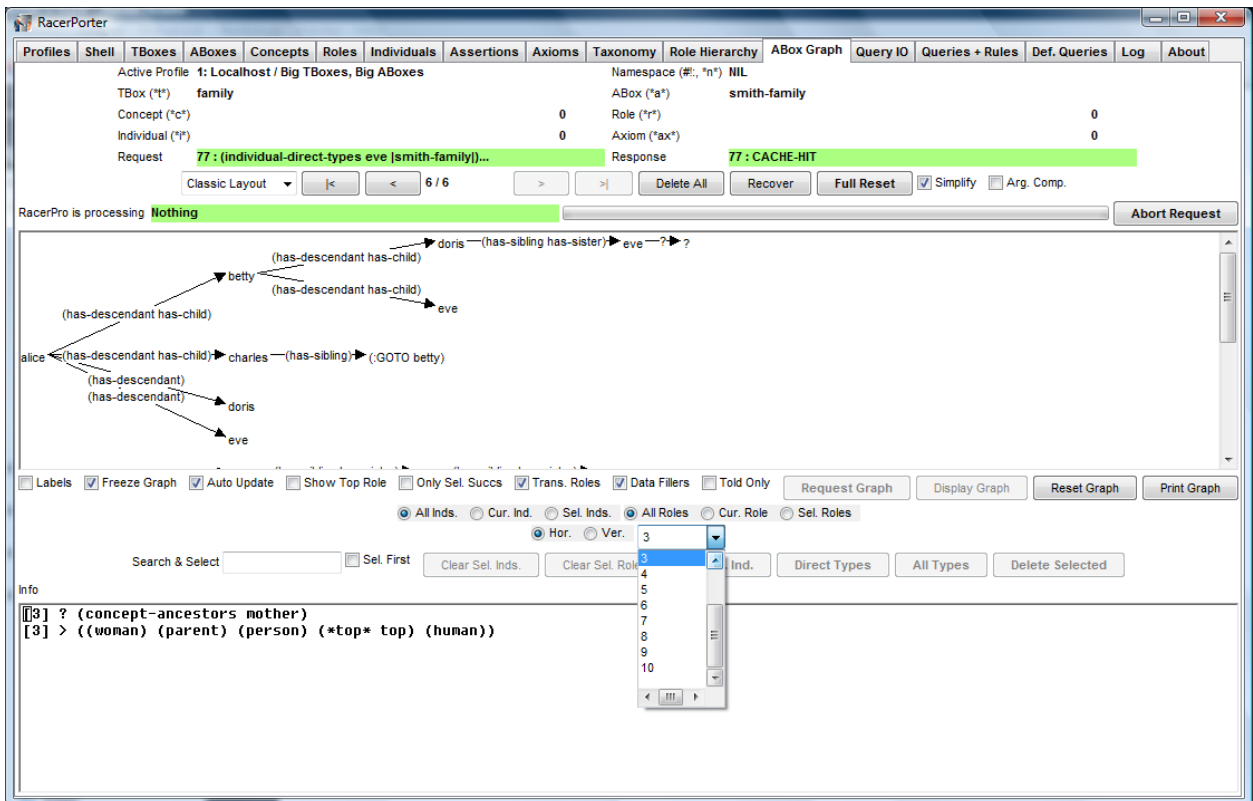 RacerPorter
Profiles Shell TBoxes ABoxes Concepts Roles Individuals Assertions Axioms Taxonomy Role Hierarchy ABox Graph Query IO Queries + Rules Def. Queries Log About
Active Profile 1: Localhost / Big TBoxes, Big ABoxes Namespace (#!:, *n*) NIL
TBox (*t*) family ABox (*a*) smith-family
Concept (*c*) 0 Role (*r*) 0
Individual (*i*) 0 Axiom (*ax*) 0
Request 77 : (individual-direct-types eve |smith-family|)... Response 77 : CACHE-HIT
Classic Layout |< < 6 / 6 > >| Delete All Recover Full Reset Simplify Arg. Comp.
RacerPro is processing Nothing Abort Request
doris (has-sibling has-sister) eve ? ?
(has-descendant has-child)
betty
(has-descendant has-child)
eve
(has-descendant has-child)
alice (has-descendant has-child) charles (has-sibling) (:GOTO betty)
(has-descendant)
(has-descendant)
doris
eve
Labels Freeze Graph Auto Update Show Top Role Only Sel. Succs Trans. Roles Data Fillers Told Only Request Graph Display Graph Reset Graph Print Graph
All Inds. Cur. Ind. Sel. Inds. All Roles Cur. Role Sel. Roles
Hor. Ver. 3
Search & Select Sel. First Clear Sel. Inds. Clear Sel. Role Ind. Direct Types All Types Delete Selected
3
4
5
6
7
8
9
10
Info
[3] ? (concept-ancestors mother)
[3] > ((woman) (parent) (person) (*top* top) (human))